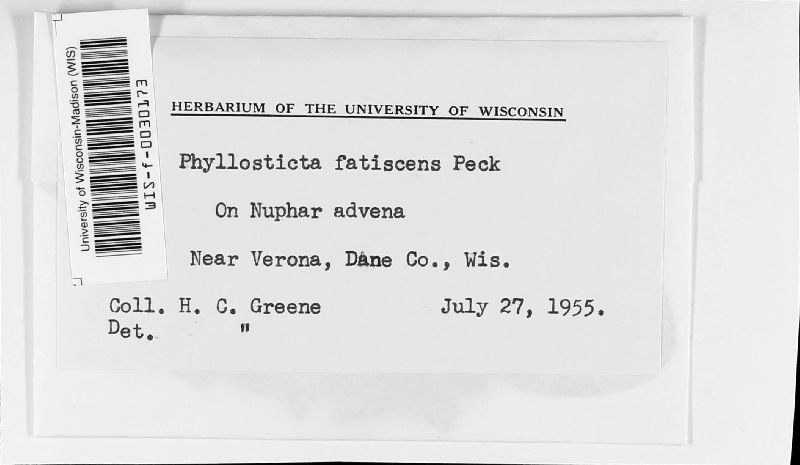 University of Wisconsin-Madison (WIS)
WIS-f-0030173
HERBARIUM OF THE UNIVERSITY OF WISCONSIN
Phyllosticta fatiscens Peck
On Nuphar advena
Near Verona, Dane Co., Wis.
Coll. H. C. Greene July 27, 1955.
Det. "